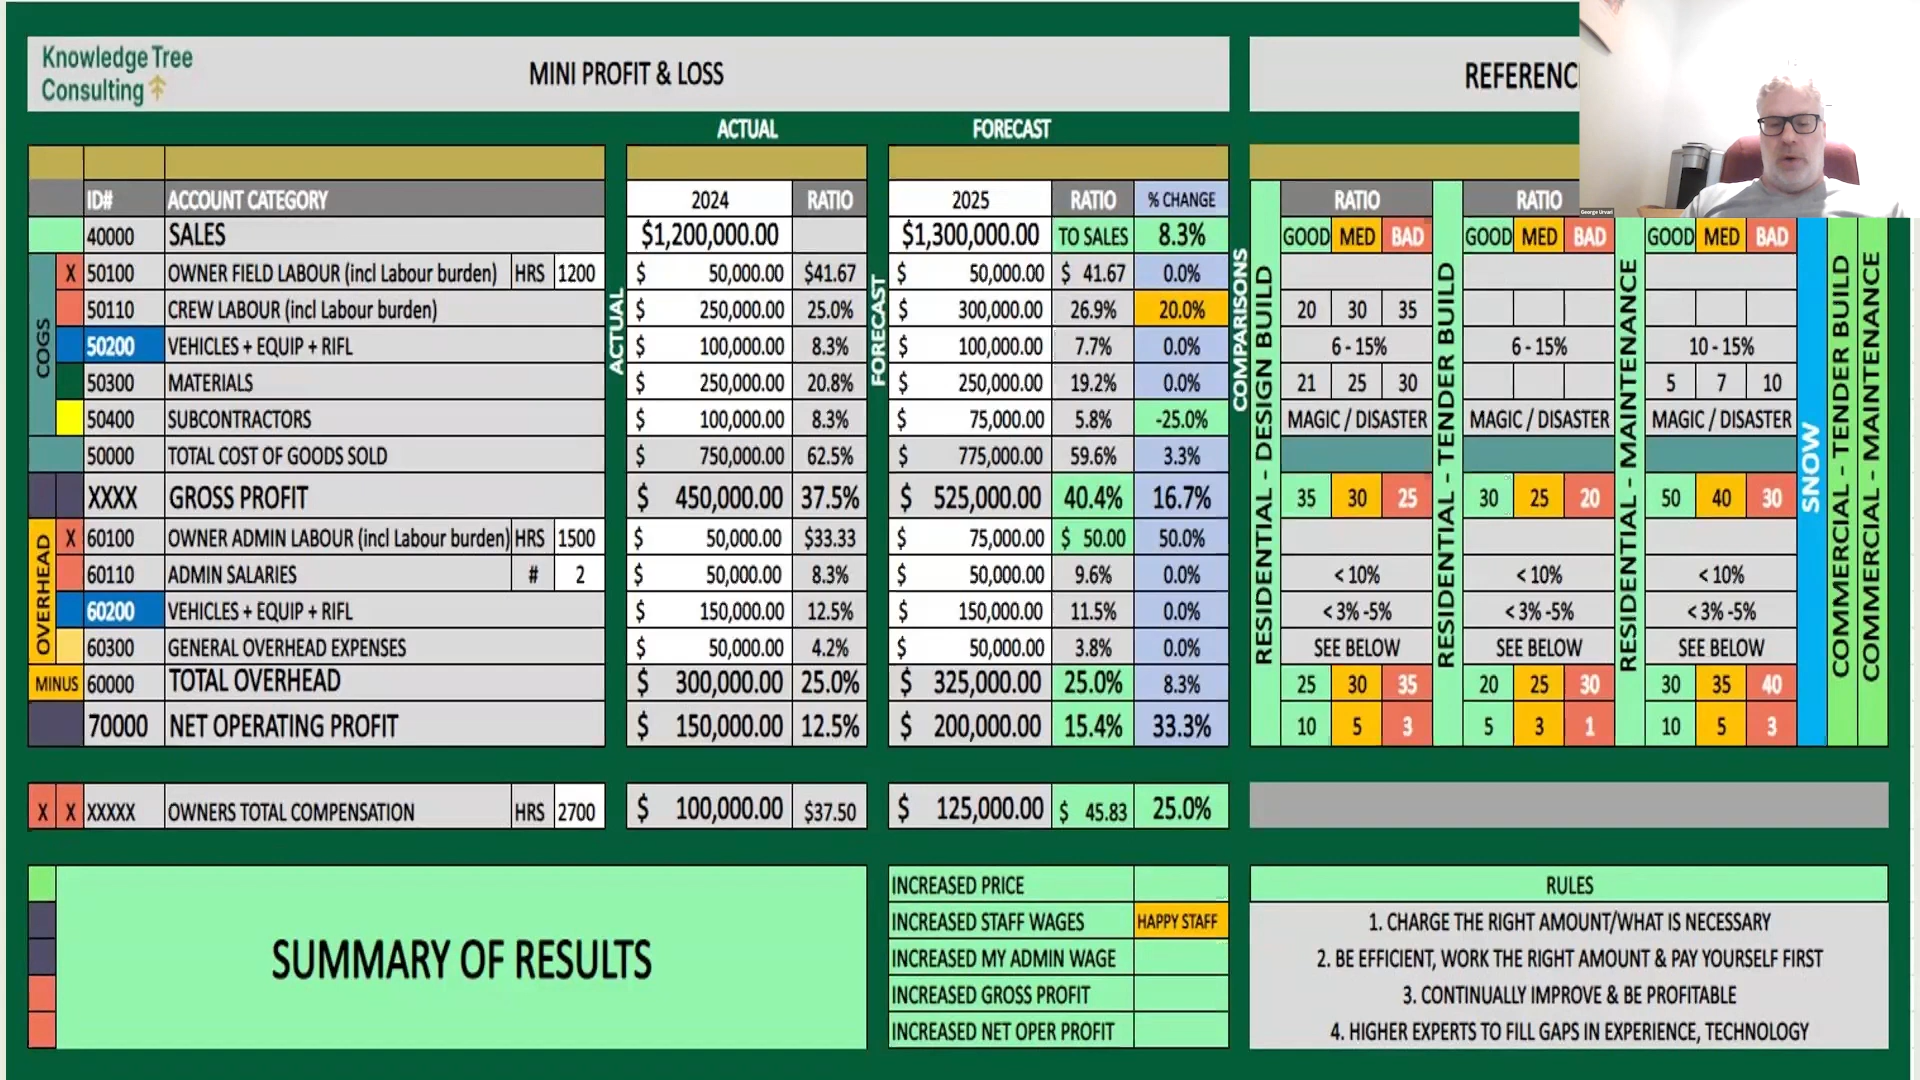 Knowledge Tree
Consulting
MINI PROFIT & LOSS
REFERENC
George Urvari
ACTUAL FORECAST
ID# ACCOUNT CATEGORY 2024 RATIO 2025 RATIO % CHANGE RATIO RATIO
40000 SALES $1,200,000.00 $1,300,000.00 TO SALES 8.3% GOOD MED BAD GOOD MED BAD GOOD MED BAD
X 50100 OWNER FIELD LABOUR (incl Labour burden) HRS 1200 $ 50,000.00 $41.67 $ 50,000.00 $ 41.67 0.0%
50110 CREW LABOUR (incl Labour burden) $ 250,000.00 25.0% $ 300,000.00 26.9% 20.0% 20 30 35
50200 VEHICLES + EQUIP + RIFL $ 100,000.00 8.3% $ 100,000.00 7.7% 0.0% 6 - 15% 6 - 15% 10 - 15%
50300 MATERIALS $ 250,000.00 20.8% $ 250,000.00 19.2% 0.0% 21 25 30 5 7 10
50400 SUBCONTRACTORS $ 100,000.00 8.3% $ 75,000.00 5.8% -25.0% MAGIC / DISASTER MAGIC / DISASTER MAGIC / DISASTER
50000 TOTAL COST OF GOODS SOLD $ 750,000.00 62.5% $ 775,000.00 59.6% 3.3%
XXXX GROSS PROFIT $ 450,000.00 37.5% $ 525,000.00 40.4% 16.7% 35 30 25 30 25 20 50 40 30
X 60100 OWNER ADMIN LABOUR (incl Labour burden) HRS 1500 $ 50,000.00 $33.33 $ 75,000.00 $ 50.00 50.0%
60110 ADMIN SALARIES # 2 $ 50,000.00 8.3% $ 50,000.00 9.6% 0.0% < 10% < 10% < 10%
60200 VEHICLES + EQUIP + RIFL $ 150,000.00 12.5% $ 150,000.00 11.5% 0.0% < 3% -5% < 3% -5% < 3% -5%
60300 GENERAL OVERHEAD EXPENSES $ 50,000.00 4.2% $ 50,000.00 3.8% 0.0% SEE BELOW SEE BELOW SEE BELOW
MINUS 60000 TOTAL OVERHEAD $ 300,000.00 25.0% $ 325,000.00 25.0% 8.3% 25 30 35 20 25 30 30 35 40
70000 NET OPERATING PROFIT $ 150,000.00 12.5% $ 200,000.00 15.4% 33.3% 10 5 3 5 3 1 10 5 3
COGS
OVERHEAD
ACTUAL
FORECAST
COMPARISONS
RESIDENTIAL - DESIGN BUILD
RESIDENTIAL - TENDER BUILD
RESIDENTIAL - MAINTENANCE
SNOW
COMMERCIAL - TENDER BUILD
COMMERCIAL - MAINTENANCE
X X XXXXX OWNERS TOTAL COMPENSATION HRS 2700 $ 100,000.00 $37.50 $ 125,000.00 $ 45.83 25.0%
SUMMARY OF RESULTS
INCREASED PRICE
INCREASED STAFF WAGES HAPPY STAFF
INCREASED MY ADMIN WAGE
INCREASED GROSS PROFIT
INCREASED NET OPER PROFIT
RULES
1. CHARGE THE RIGHT AMOUNT/WHAT IS NECESSARY
2. BE EFFICIENT, WORK THE RIGHT AMOUNT & PAY YOURSELF FIRST
3. CONTINUALLY IMPROVE & BE PROFITABLE
4. HIGHER EXPERTS TO FILL GAPS IN EXPERIENCE, TECHNOLOGY